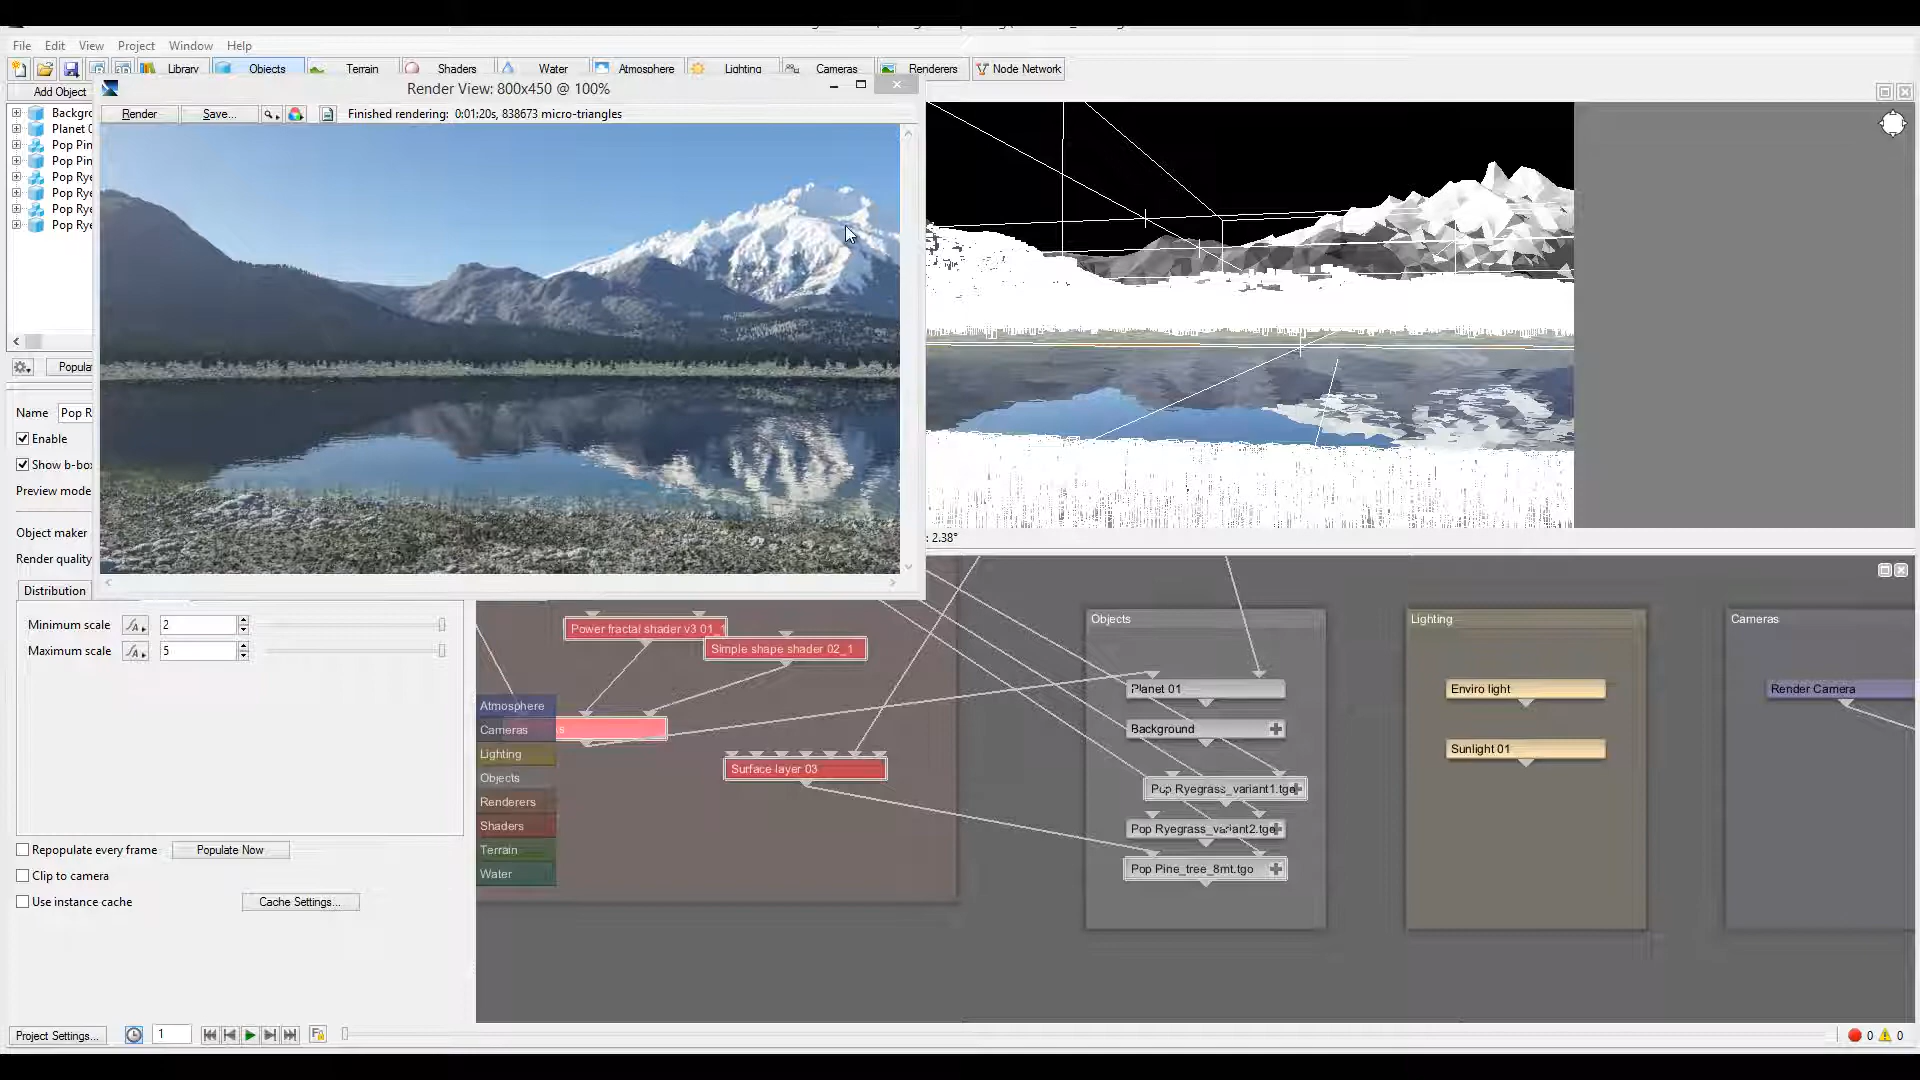 File Edit View Project Window Help
Library Objects Terrain Shaders Water Atmosphere Lighting Cameras Renderers Node Network
Add Object
Render View: 800x450 @ 100%
Render Save... Finished rendering: 0:01:20s, 838673 micro-triangles
Backgro
Planet 0
Pop Pin
Pop Pin
Pop Rye
Pop Rye
Pop Rye
Pop Rye
Popula
Name Pop R
Enable
Show b-bo
Preview mode
Object maker
Render quality
: 2.38°
Distribution
Minimum scale 2
Maximum scale 5
Repopulate every frame Populate Now
Clip to camera
Use instance cache Cache Settings...
Power fractal shader v3 01_1
Simple shape shader 02_1
Surface layer 03
Atmosphere
Cameras
Lighting
Objects
Renderers
Shaders
Terrain
Water
Objects
Planet 01
Background
Pop Ryegrass_variant1.tgo
Pop Ryegrass_variant2.tgo
Pop Pine_tree_8mt.tgo
Lighting
Enviro light
Sunlight 01
Cameras
Render Camera
Project Settings... 1 0 0